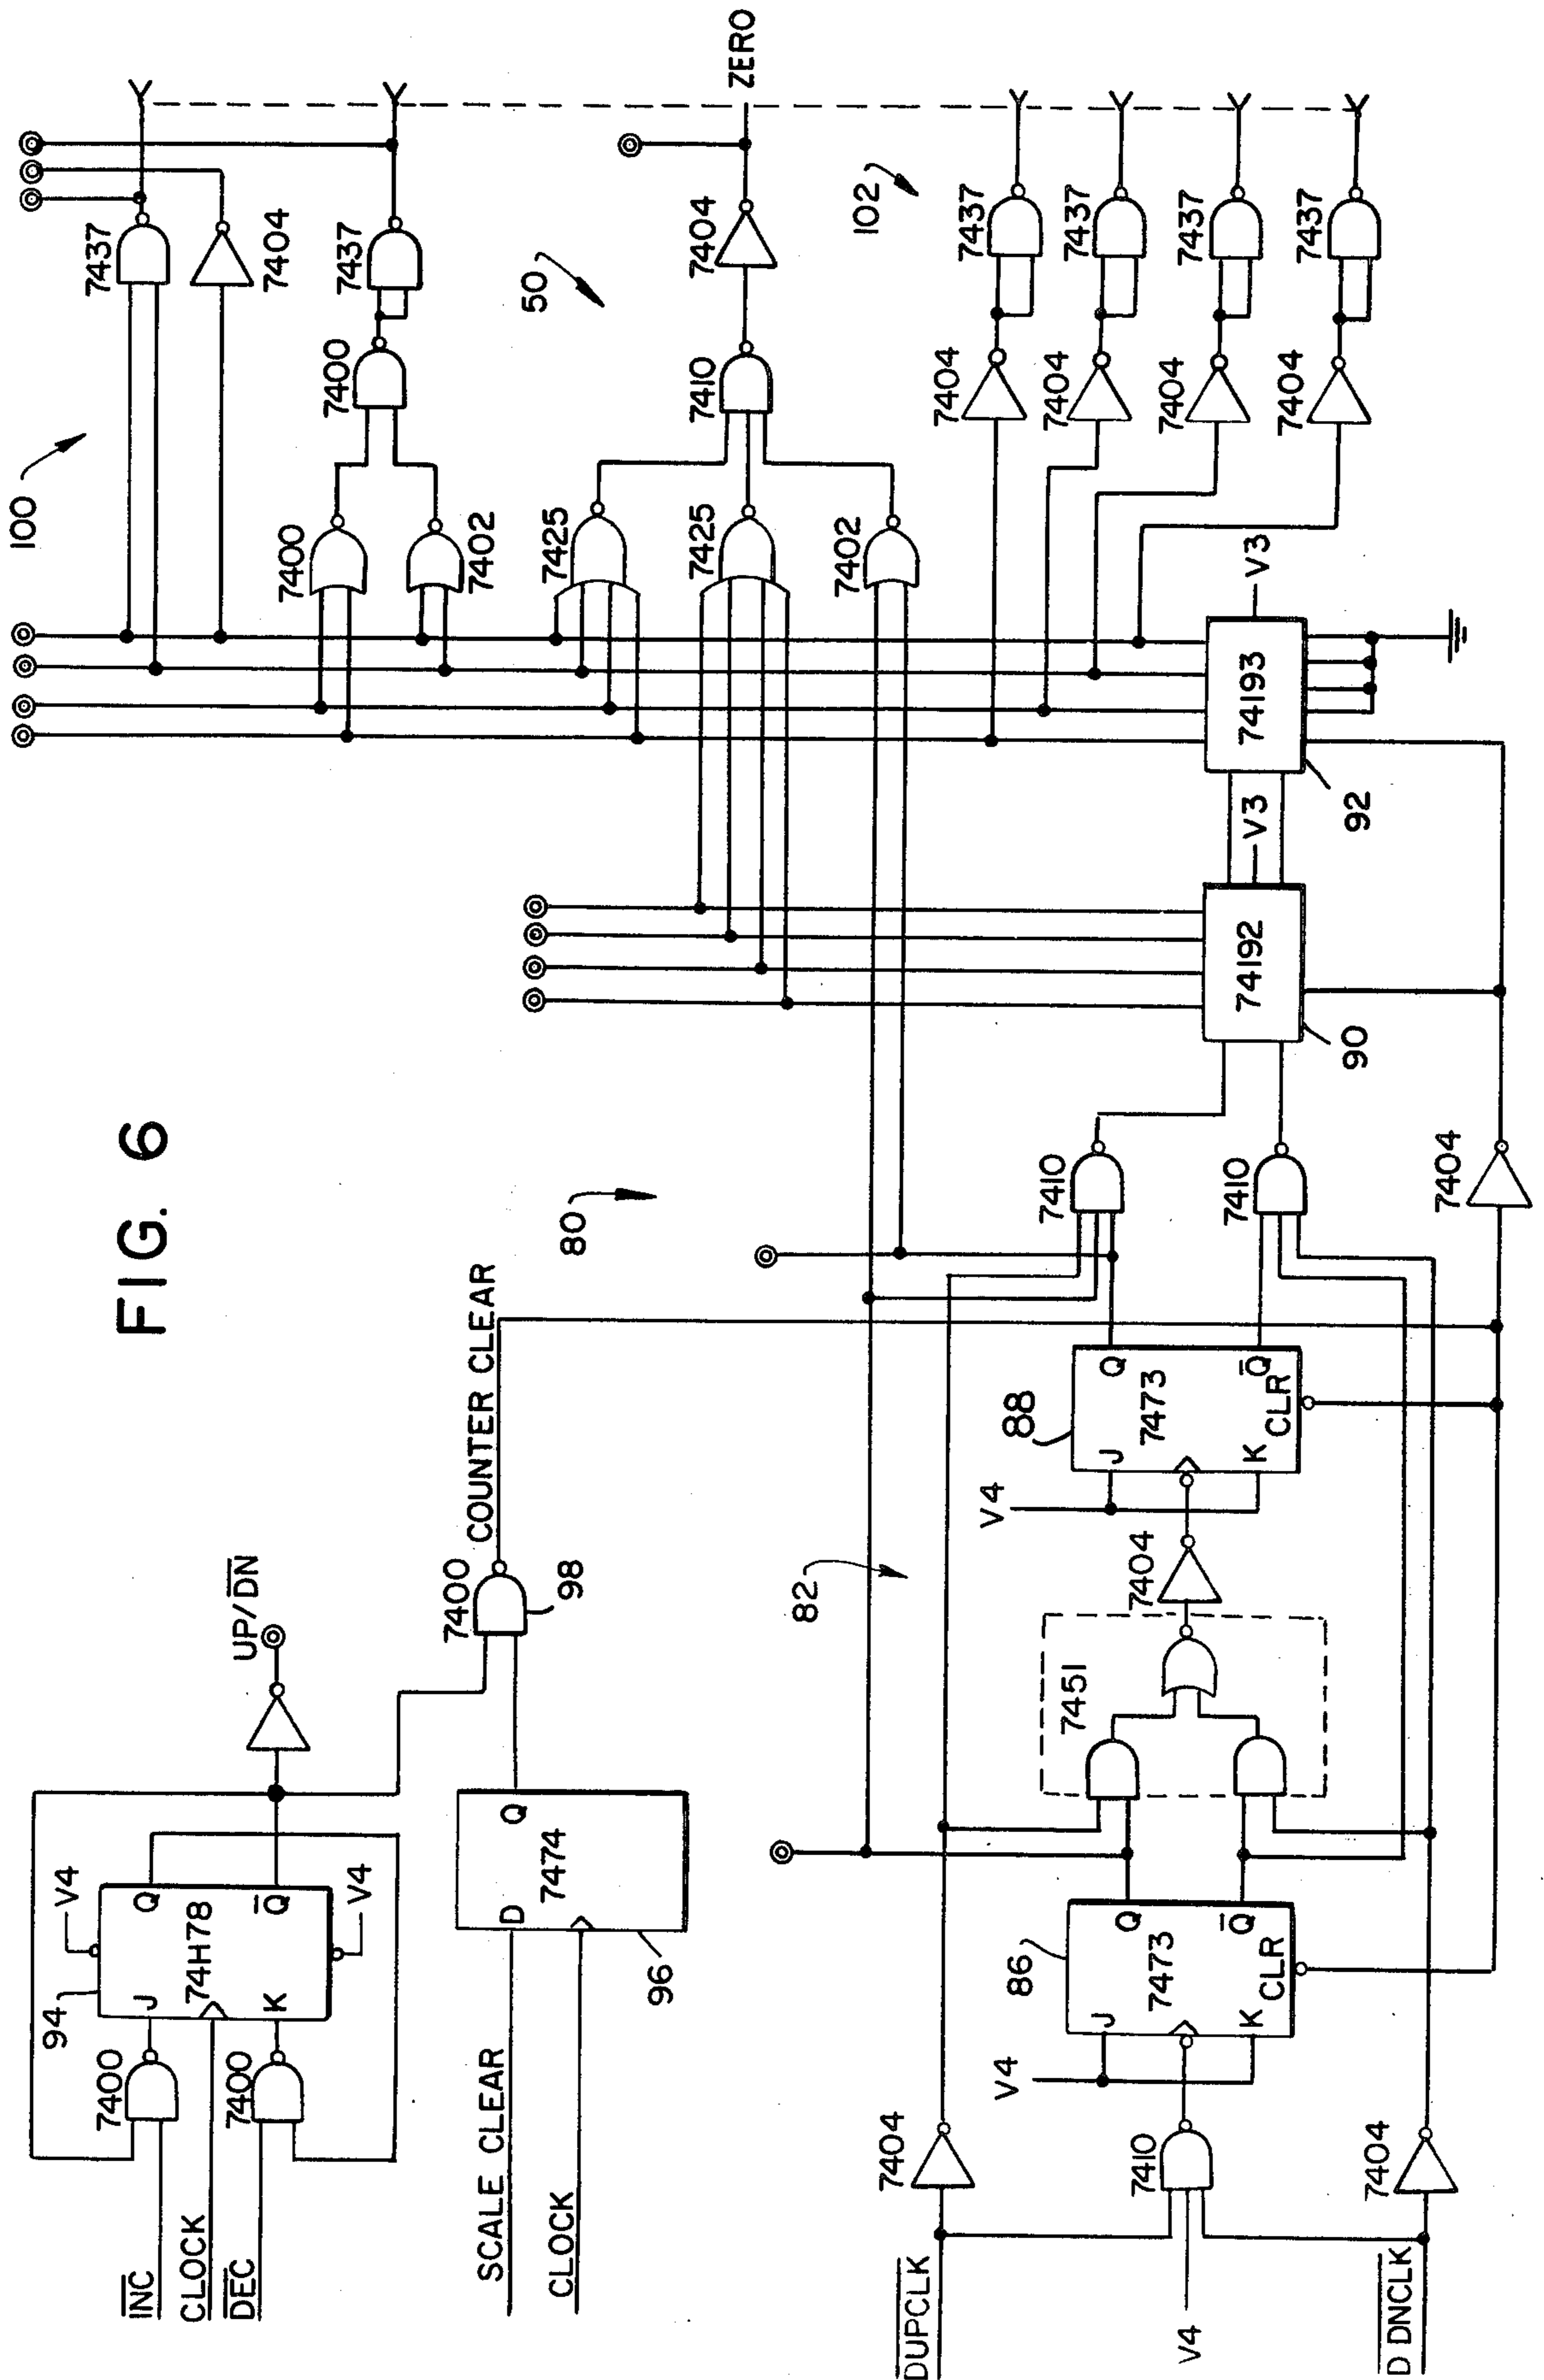 FIG. 6
INC
CLOCK
DEC
7400
7400
94
J
K
74H78
Q
Q
V4
V4
UP/DN
SCALE CLEAR
CLOCK
D
7474
Q
96
7400
98
COUNTER CLEAR
80
82
DUPCLK
V4
D DNCLK
7404
7410
7404
V4
86
J
K
7473
Q
Q
CLR
7451
7404
V4
88
J
K
7473
Q
Q
CLR
7410
7410
7404
74192
90
V3
74193
92
V3
100
7437
7404
7400
7402
7400
7437
50
7425
7425
7402
7410
7404
ZERO
102
7404
7437
7404
7437
7404
7437
7404
7437